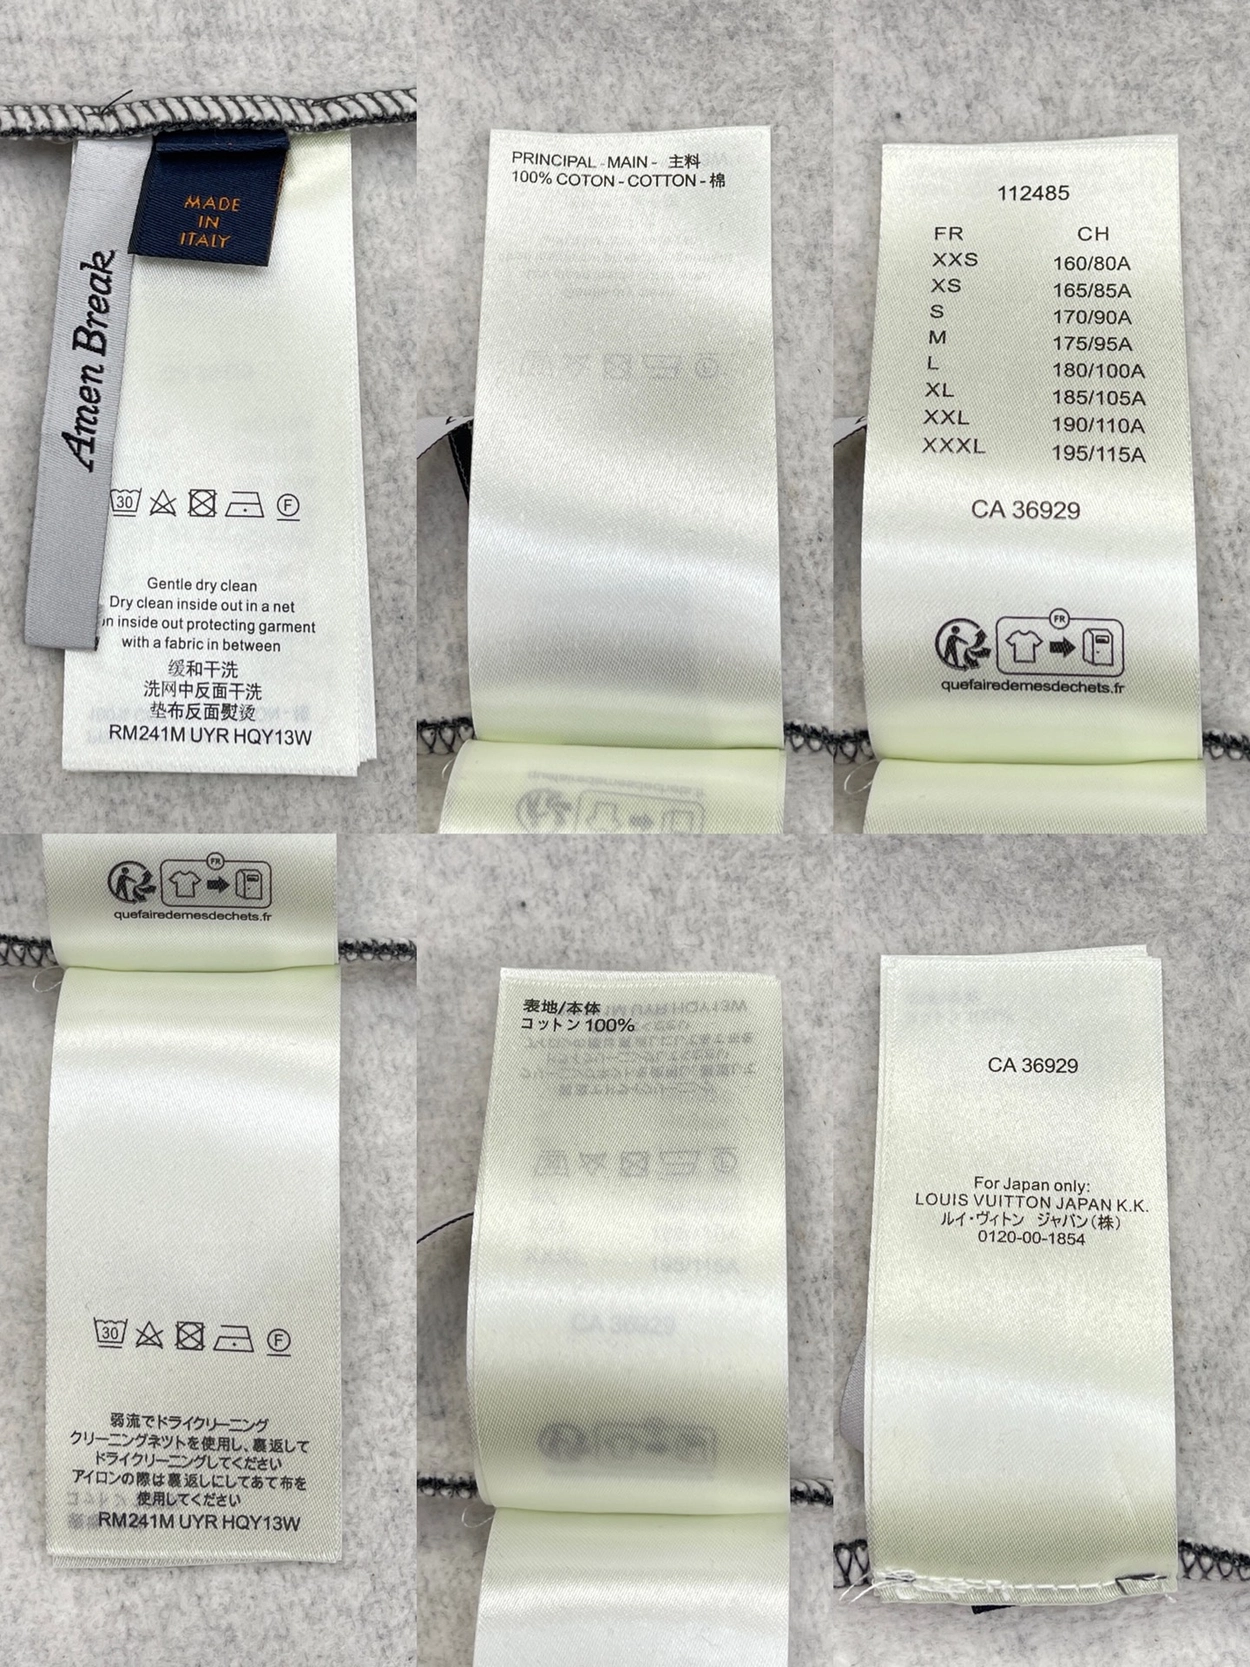 MADE
IN
ITALY
Amen Break
30
F
Gentle dry clean
Dry clean inside out in a net
inside out protecting garment
with a fabric in between
缓和干洗
洗网中反面干洗
垫布反面熨烫
RM241M UYR HQY13W
PRINCIPAL - MAIN - 主料
100% COTON - COTTON - 棉
112485
FR CH
XXS 160/80A
XS 165/85A
S 170/90A
M 175/95A
L 180/100A
XL 185/105A
XXL 190/110A
XXXL 195/115A
CA 36929
FR
quefairedemesdechets.fr
FR
quefairedemesdechets.fr
30
F
弱流でドライクリーニング
クリーニングネットを使用し、裏返して
ドライクリーニングしてください
アイロンの際は裏返しにしてあて布を
使用してください
RM241M UYR HQY13W
表地/本体
コットン 100%
CA 36929
For Japan only:
LOUIS VUITTON JAPAN K.K.
ルイ・ヴィトン ジャパン(株)
0120-00-1854